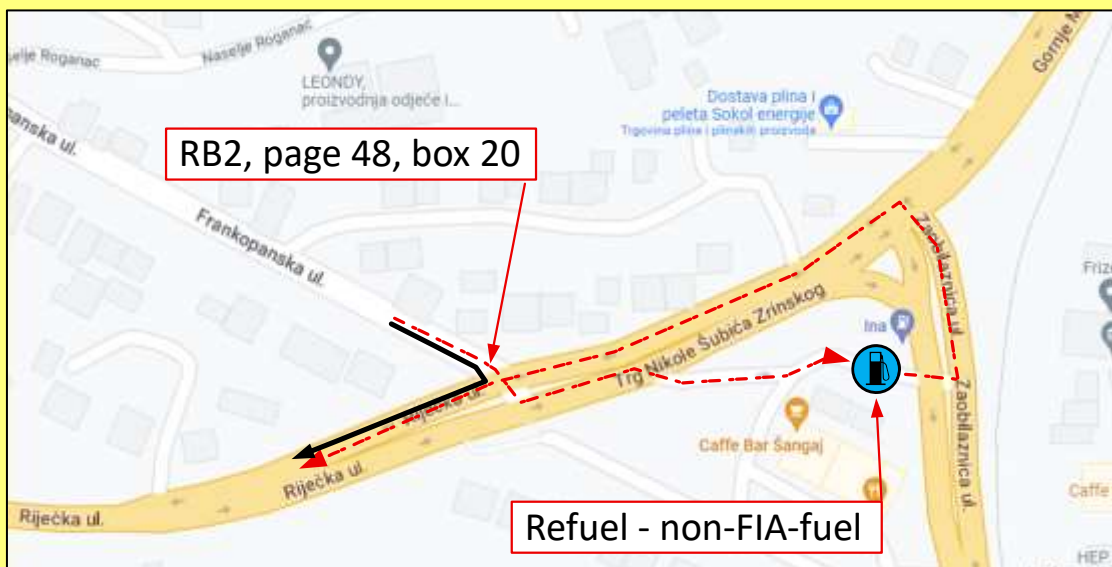 selje Roganac
Naselje Roganac
LEONDY,
proizvodnja odjeće i...
Dostava plina i
peleta Sokol energije
Trgovina plina i plinskih proizvoda
Gornje M
RB2, page 48, box 20
panska ul.
Frankopanska ul.
Zaobilaznica ul.
Frizo
Ina
Trg Nikole Šubića Zrinskog
Riječka ul.
Zaobilaznica ul.
Caffe Bar Šangaj
Riječka ul.
Riječka ul.
Caffe
Refuel - non-FIA-fuel
HEP